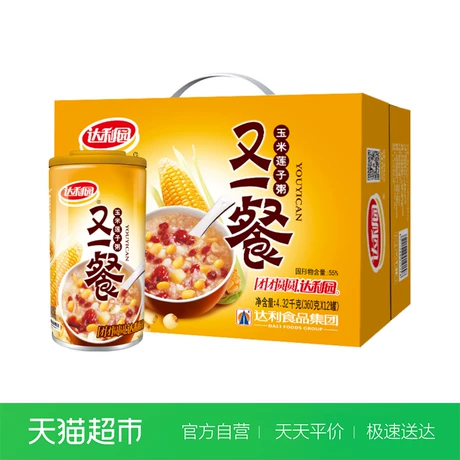 达利园
玉米莲子粥
YOUYICAN
又一餐
固形物含量:55%
团团圆圆达利园
净含量:4.32千克(360克X12罐)
达利食品集团
DALI FOODS GROUP
达利园
玉米莲子粥
YOUYICAN
又一餐
团团圆圆达利园
天猫超市
官方自营
天天平价
极速送达